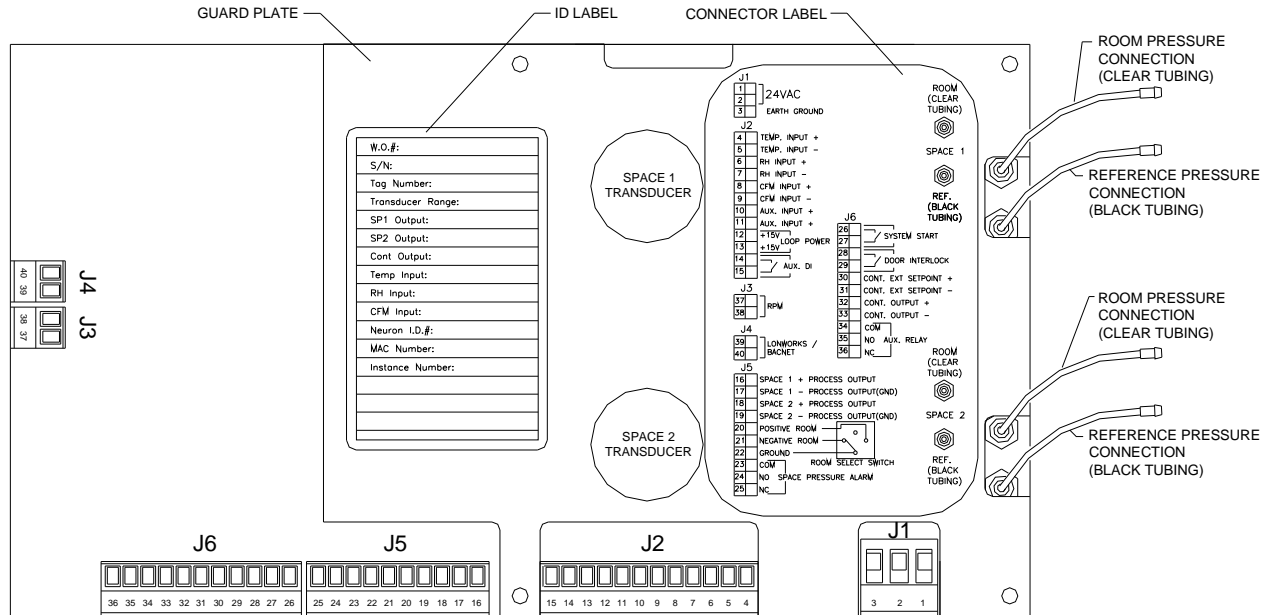 GUARD PLATE
ID LABEL
CONNECTOR LABEL
ROOM PRESSURE
CONNECTION
(CLEAR TUBING)
REFERENCE PRESSURE
CONNECTION
(BLACK TUBING)
ROOM PRESSURE
CONNECTION
(CLEAR TUBING)
REFERENCE PRESSURE
CONNECTION
(BLACK TUBING)
W.O.#:
S/N:
Tag Number:
Transducer Range:
SP1 Output:
SP2 Output:
Cont Output:
Temp Input:
RH Input:
CFM Input:
Neuron I.D.#:
MAC Number:
Instance Number:
SPACE 1
TRANSDUCER
SPACE 2
TRANSDUCER
J1
1
2
24VAC
3 EARTH GROUND
J2
4 TEMP. INPUT +
5 TEMP. INPUT -
6 RH INPUT +
7 RH INPUT -
8 CFM INPUT +
9 CFM INPUT -
10 AUX. INPUT +
11 AUX. INPUT +
12 +15V
13 +15V
LOOP POWER
14
15
AUX. DI
J3
37
38
RPM
J4
39
40
LONWORKS /
BACNET
J5
16 SPACE 1 + PROCESS OUTPUT
17 SPACE 1 - PROCESS OUTPUT(GND)
18 SPACE 2 + PROCESS OUTPUT
19 SPACE 2 - PROCESS OUTPUT(GND)
20 POSITIVE ROOM
21 NEGATIVE ROOM
22 GROUND
ROOM SELECT SWITCH
23 COM
24 NO SPACE PRESSURE ALARM
25 NC
J6
26
27
SYSTEM START
28
29
DOOR INTERLOCK
30 CONT. EXT SETPOINT +
31 CONT. EXT SETPOINT -
32 CONT. OUTPUT +
33 CONT. OUTPUT -
34 COM
35 NO AUX. RELAY
36 NC
ROOM
(CLEAR
TUBING)
SPACE 1
REF.
(BLACK
TUBING)
ROOM
(CLEAR
TUBING)
SPACE 2
REF.
(BLACK
TUBING)
J4
40 39
J3
38 37
J6
36 35 34 33 32 31 30 29 28 27 26
J5
25 24 23 22 21 20 19 18 17 16
J2
15 14 13 12 11 10 9 8 7 6 5 4
J1
3 2 1